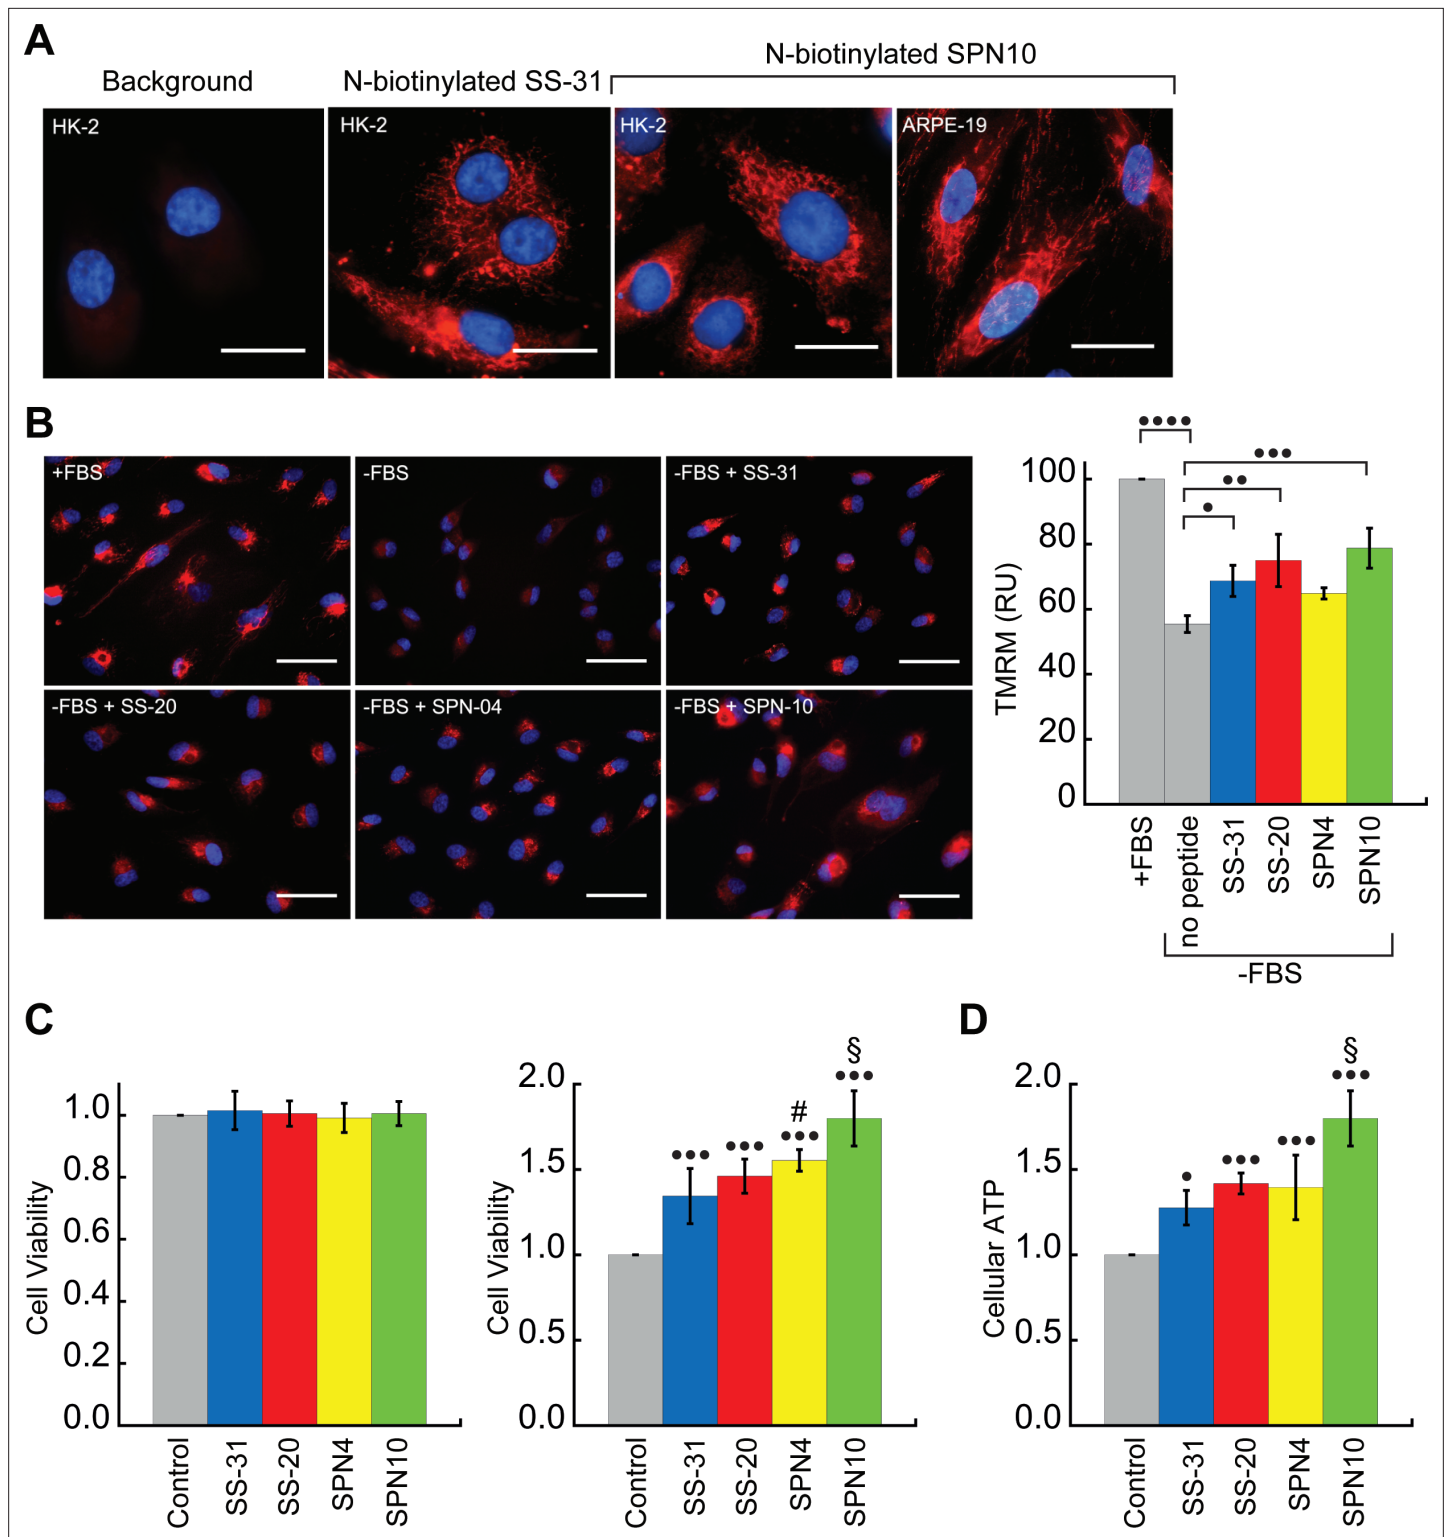 A
Background
N-biotinylated SS-31
N-biotinylated SPN10
HK-2
HK-2
HK-2
ARPE-19
B
+FBS
-FBS
-FBS + SS-31
-FBS + SS-20
-FBS + SPN-04
-FBS + SPN-10
••••
•••
••
•
TMRM (RU)
100
80
60
40
20
0
+FBS
no peptide
SS-31
SS-20
SPN4
SPN10
-FBS
C
Cell Viability
1.0
0.8
0.6
0.4
0.2
0.0
Control
SS-31
SS-20
SPN4
SPN10
Cell Viability
2.0
1.5
1.0
0.5
0.0
•••
•••
#
•••
§
•••
Control
SS-31
SS-20
SPN4
SPN10
D
Cellular ATP
2.0
1.5
1.0
0.5
0.0
•
•••
•••
§
•••
Control
SS-31
SS-20
SPN4
SPN10